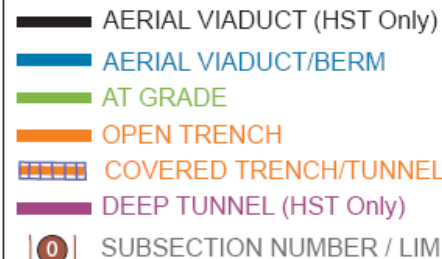 AERIAL VIADUCT (HST Only)
AERIAL VIADUCT/BERM
AT GRADE
OPEN TRENCH
COVERED TRENCH/TUNNEL
DEEP TUNNEL (HST Only)
0 SUBSECTION NUMBER / LIM